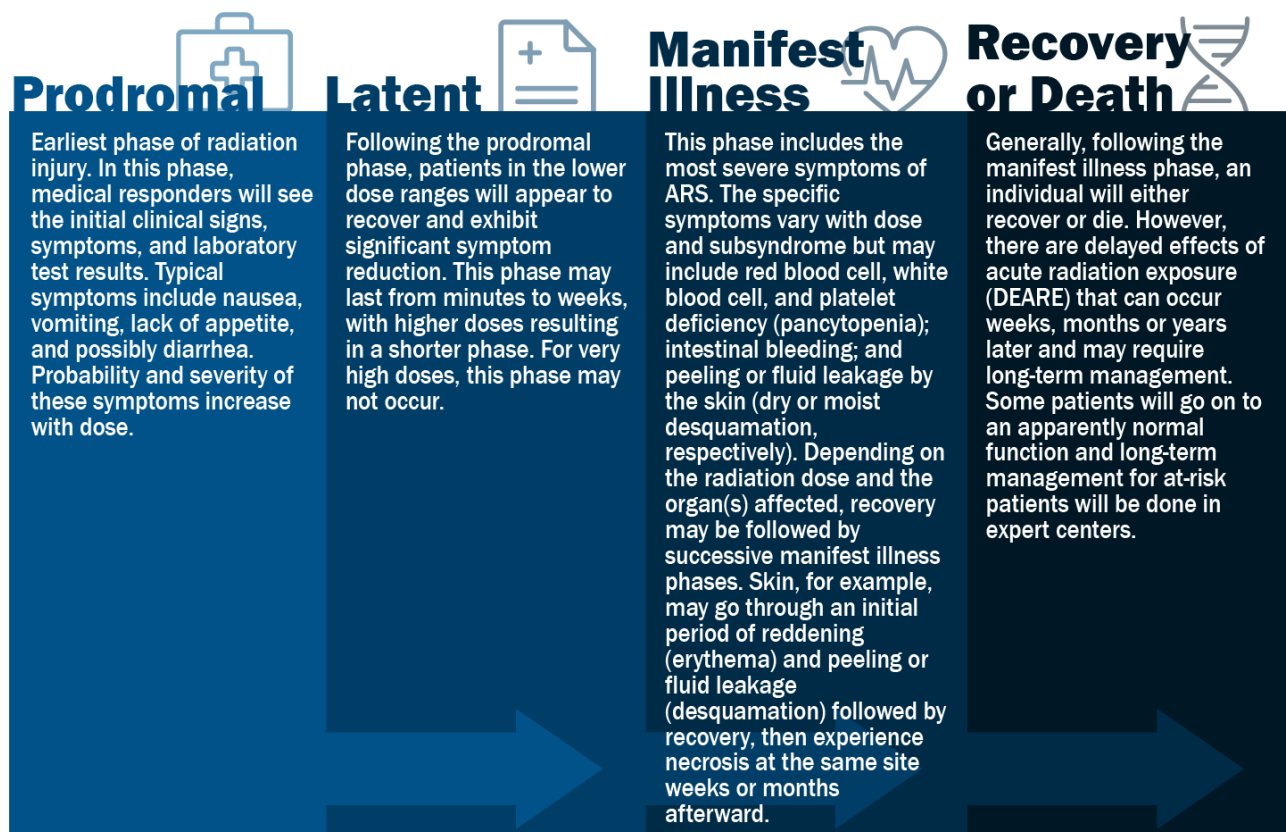 Prodromal
Earliest phase of radiation
injury. In this phase,
medical responders will see
the initial clinical signs,
symptoms, and laboratory
test results. Typical
symptoms include nausea,
vomiting, lack of appetite,
and possibly diarrhea.
Probability and severity of
these symptoms increase
with dose.
Latent
Following the prodromal
phase, patients in the lower
dose ranges will appear to
recover and exhibit
significant symptom
reduction. This phase may
last from minutes to weeks,
with higher doses resulting
in a shorter phase. For very
high doses, this phase may
not occur.
Manifest
Illness
This phase includes the
most severe symptoms of
ARS. The specific
symptoms vary with dose
and subsyndrome but may
include red blood cell, white
blood cell, and platelet
deficiency (pancytopenia);
intestinal bleeding; and
peeling or fluid leakage by
the skin (dry or moist
desquamation,
respectively). Depending on
the radiation dose and the
organ(s) affected, recovery
may be followed by
successive manifest illness
phases. Skin, for example,
may go through an initial
period of reddening
(erythema) and peeling or
fluid leakage
(desquamation) followed by
recovery, then experience
necrosis at the same site
weeks or months
afterward.
Recovery
or Death
Generally, following the
manifest illness phase, an
individual will either
recover or die. However,
there are delayed effects of
acute radiation exposure
(DEARE) that can occur
weeks, months or years
later and may require
long-term management.
Some patients will go on to
an apparently normal
function and long-term
management for at-risk
patients will be done in
expert centers.